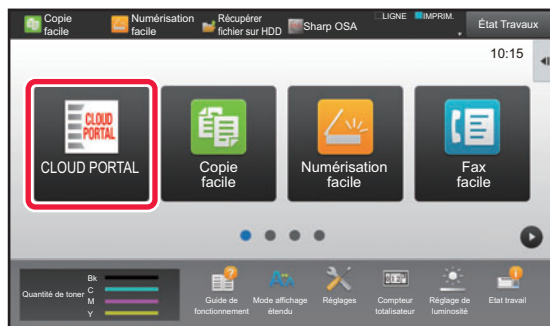 Copie facile
Numérisation facile
Récupérer fichier sur HDD
Sharp OSA
LIGNE
IMPRIM.
État Travaux
10:15
CLOUD PORTAL
CLOUD PORTAL
Copie facile
Numérisation facile
Fax facile
Quantité de toner
Bk
C
M
Y
Guide de fonctionnement
Mode affichage étendu
Réglages
Compteur totalisateur
Réglage de luminosité
Etat travail